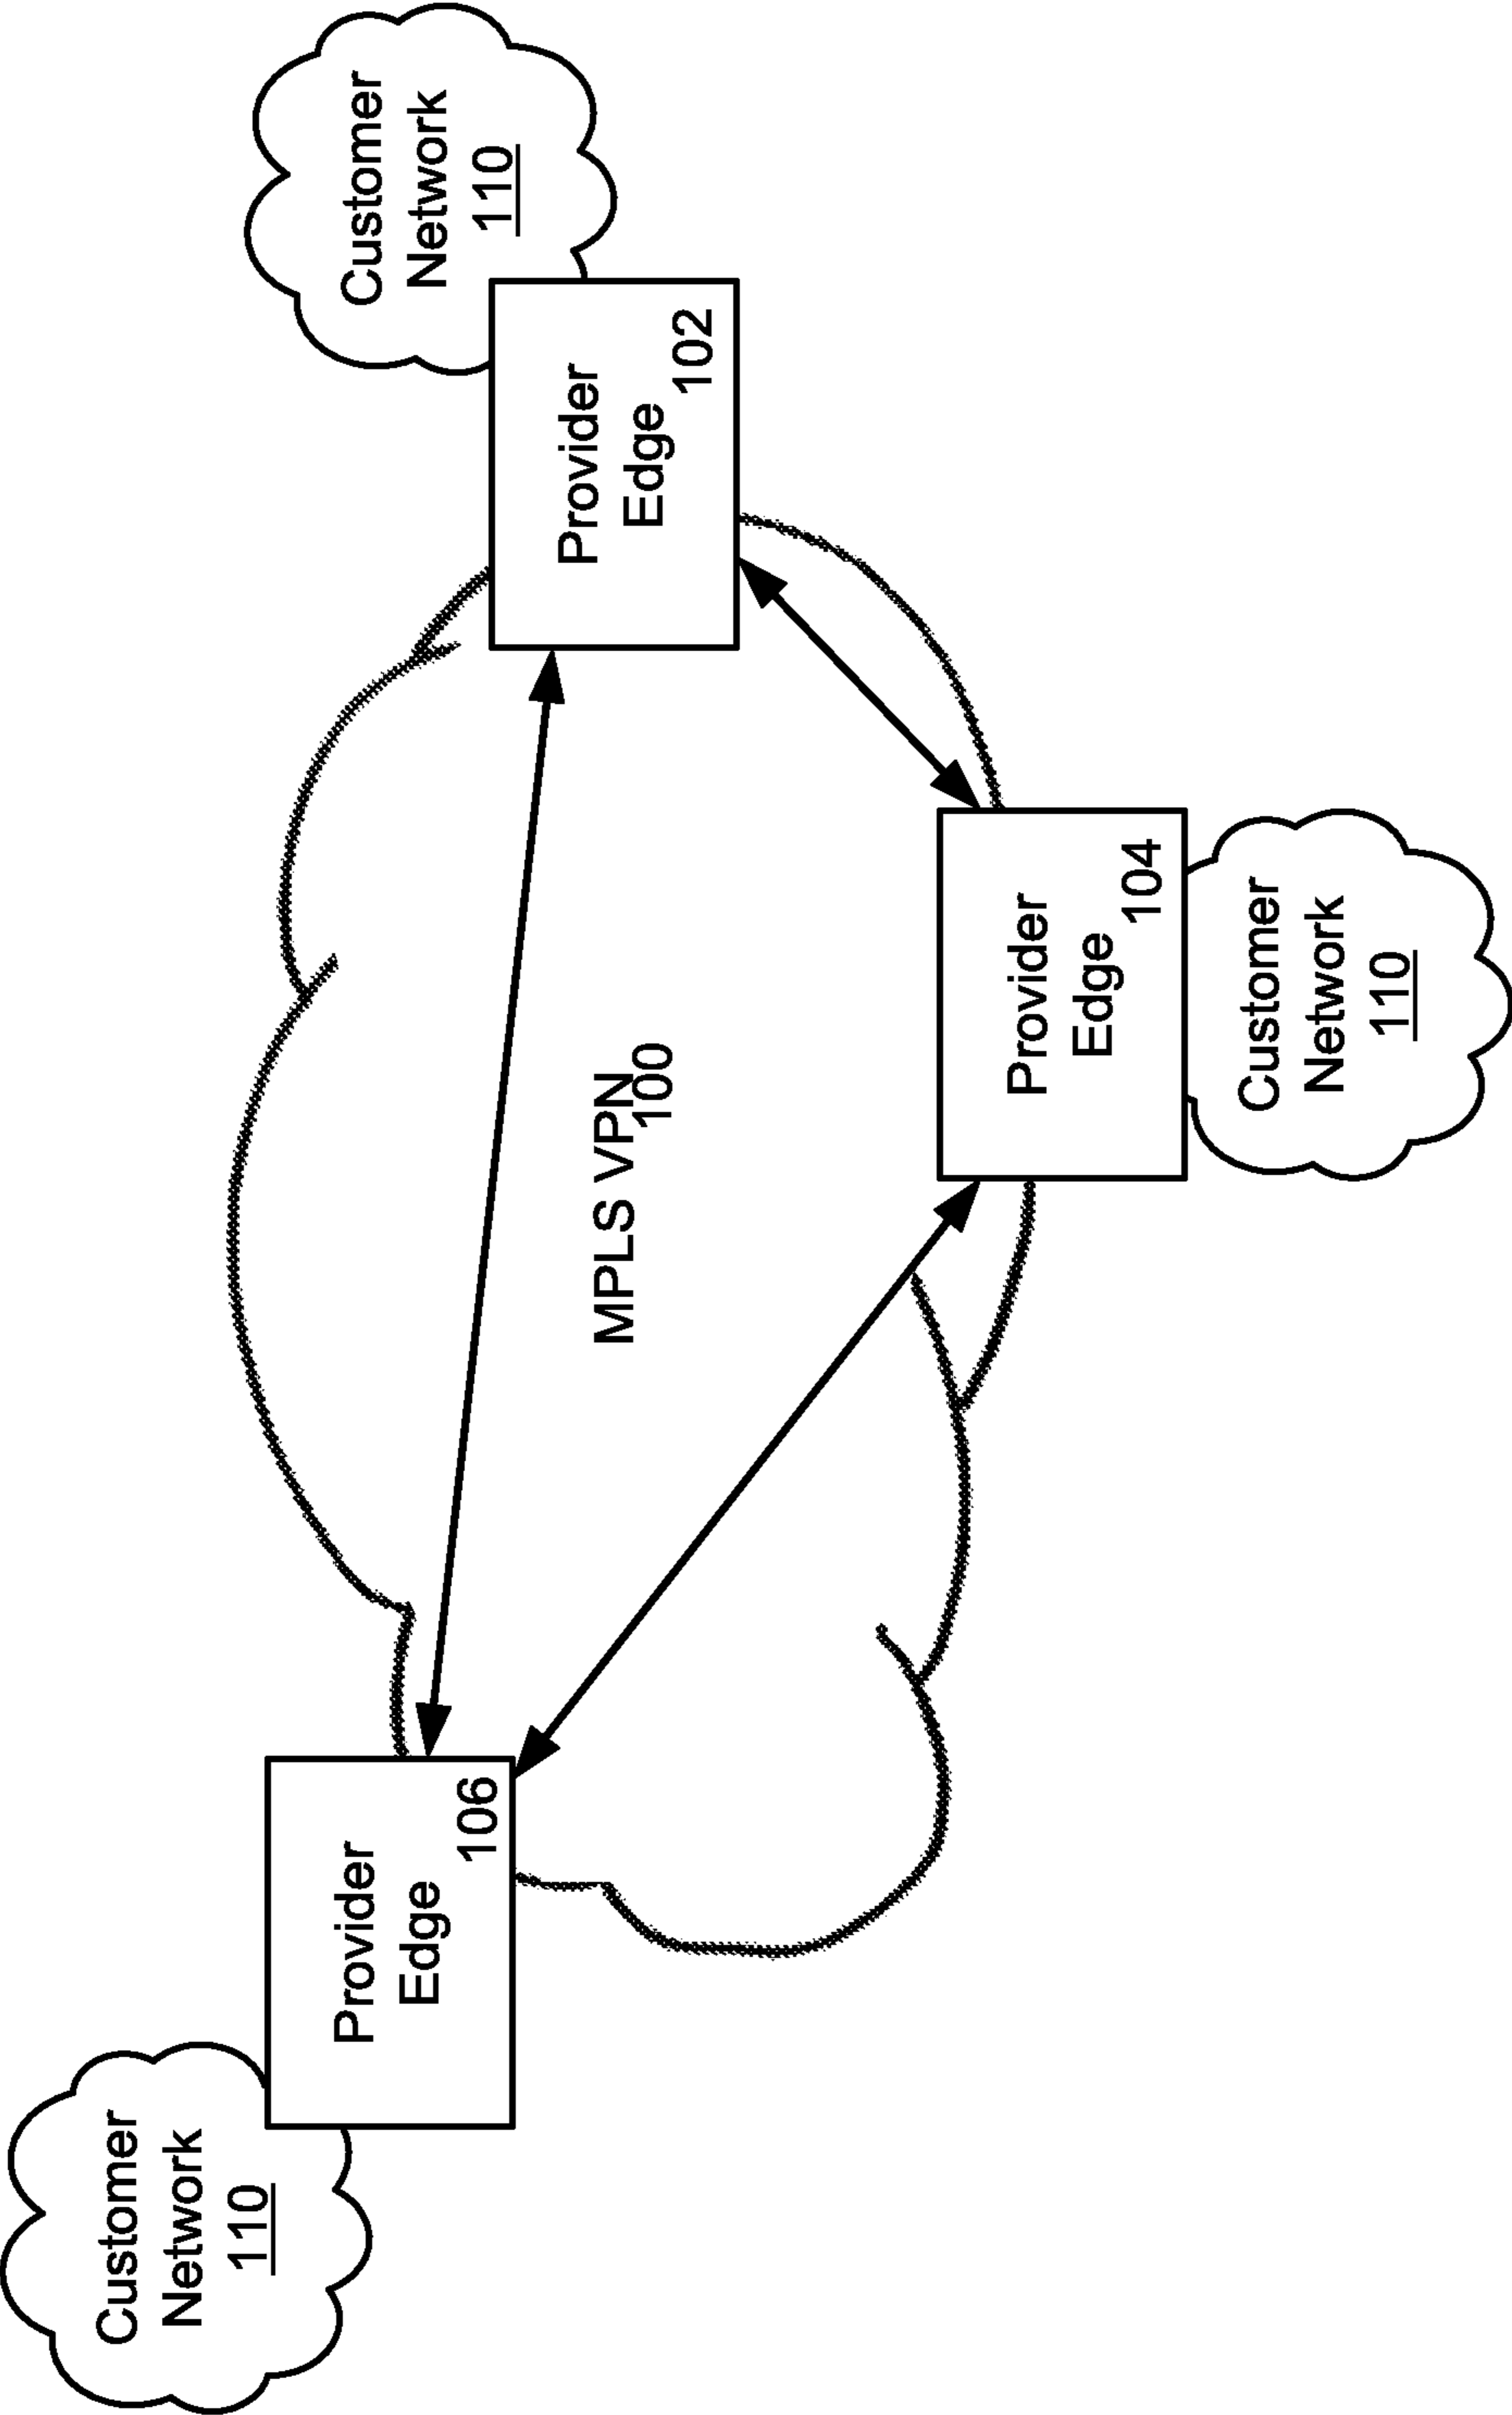 Customer
Network
110
Provider
Edge
106
MPLS VPN
100
Provider
Edge
102
Customer
Network
110
Provider
Edge
104
Customer
Network
110